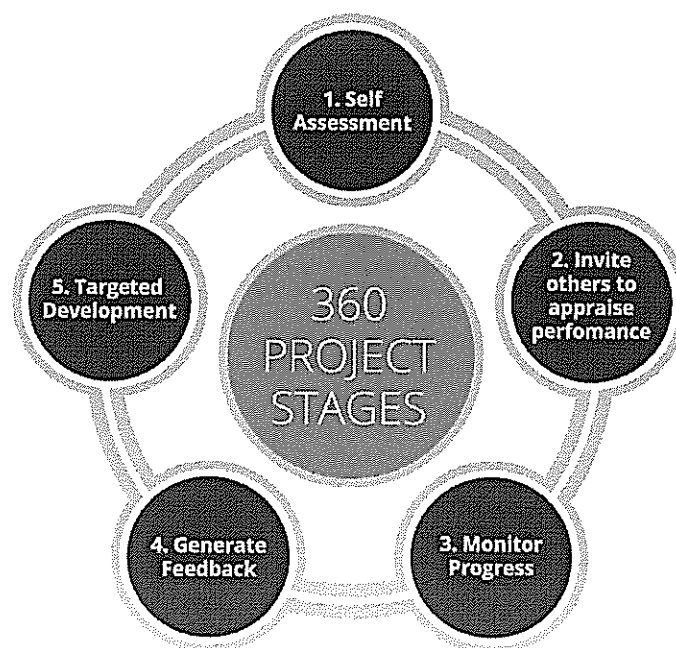 1. Self
Assessment
2. Invite
others to
appraise
perfomance
3. Monitor
Progress
4. Generate
Feedback
5. Targeted
Development
360
PROJECT
STAGES